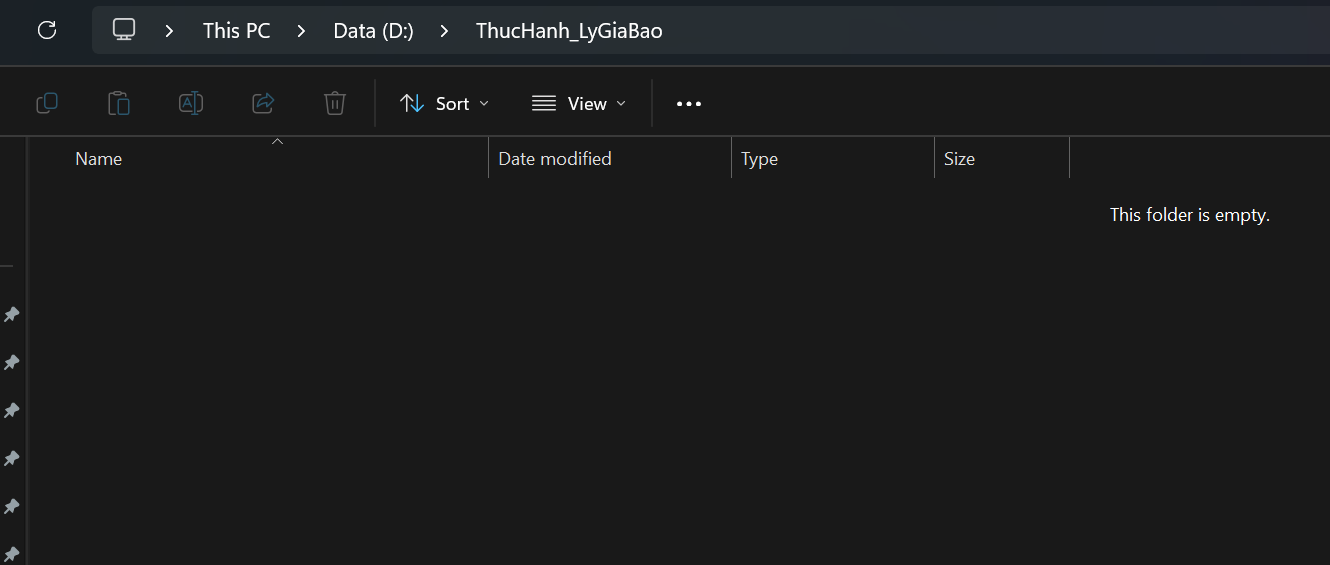 This PC > Data (D:) > ThucHanh_LyGiaBao
Sort View
Name Date modified Type Size
This folder is empty.